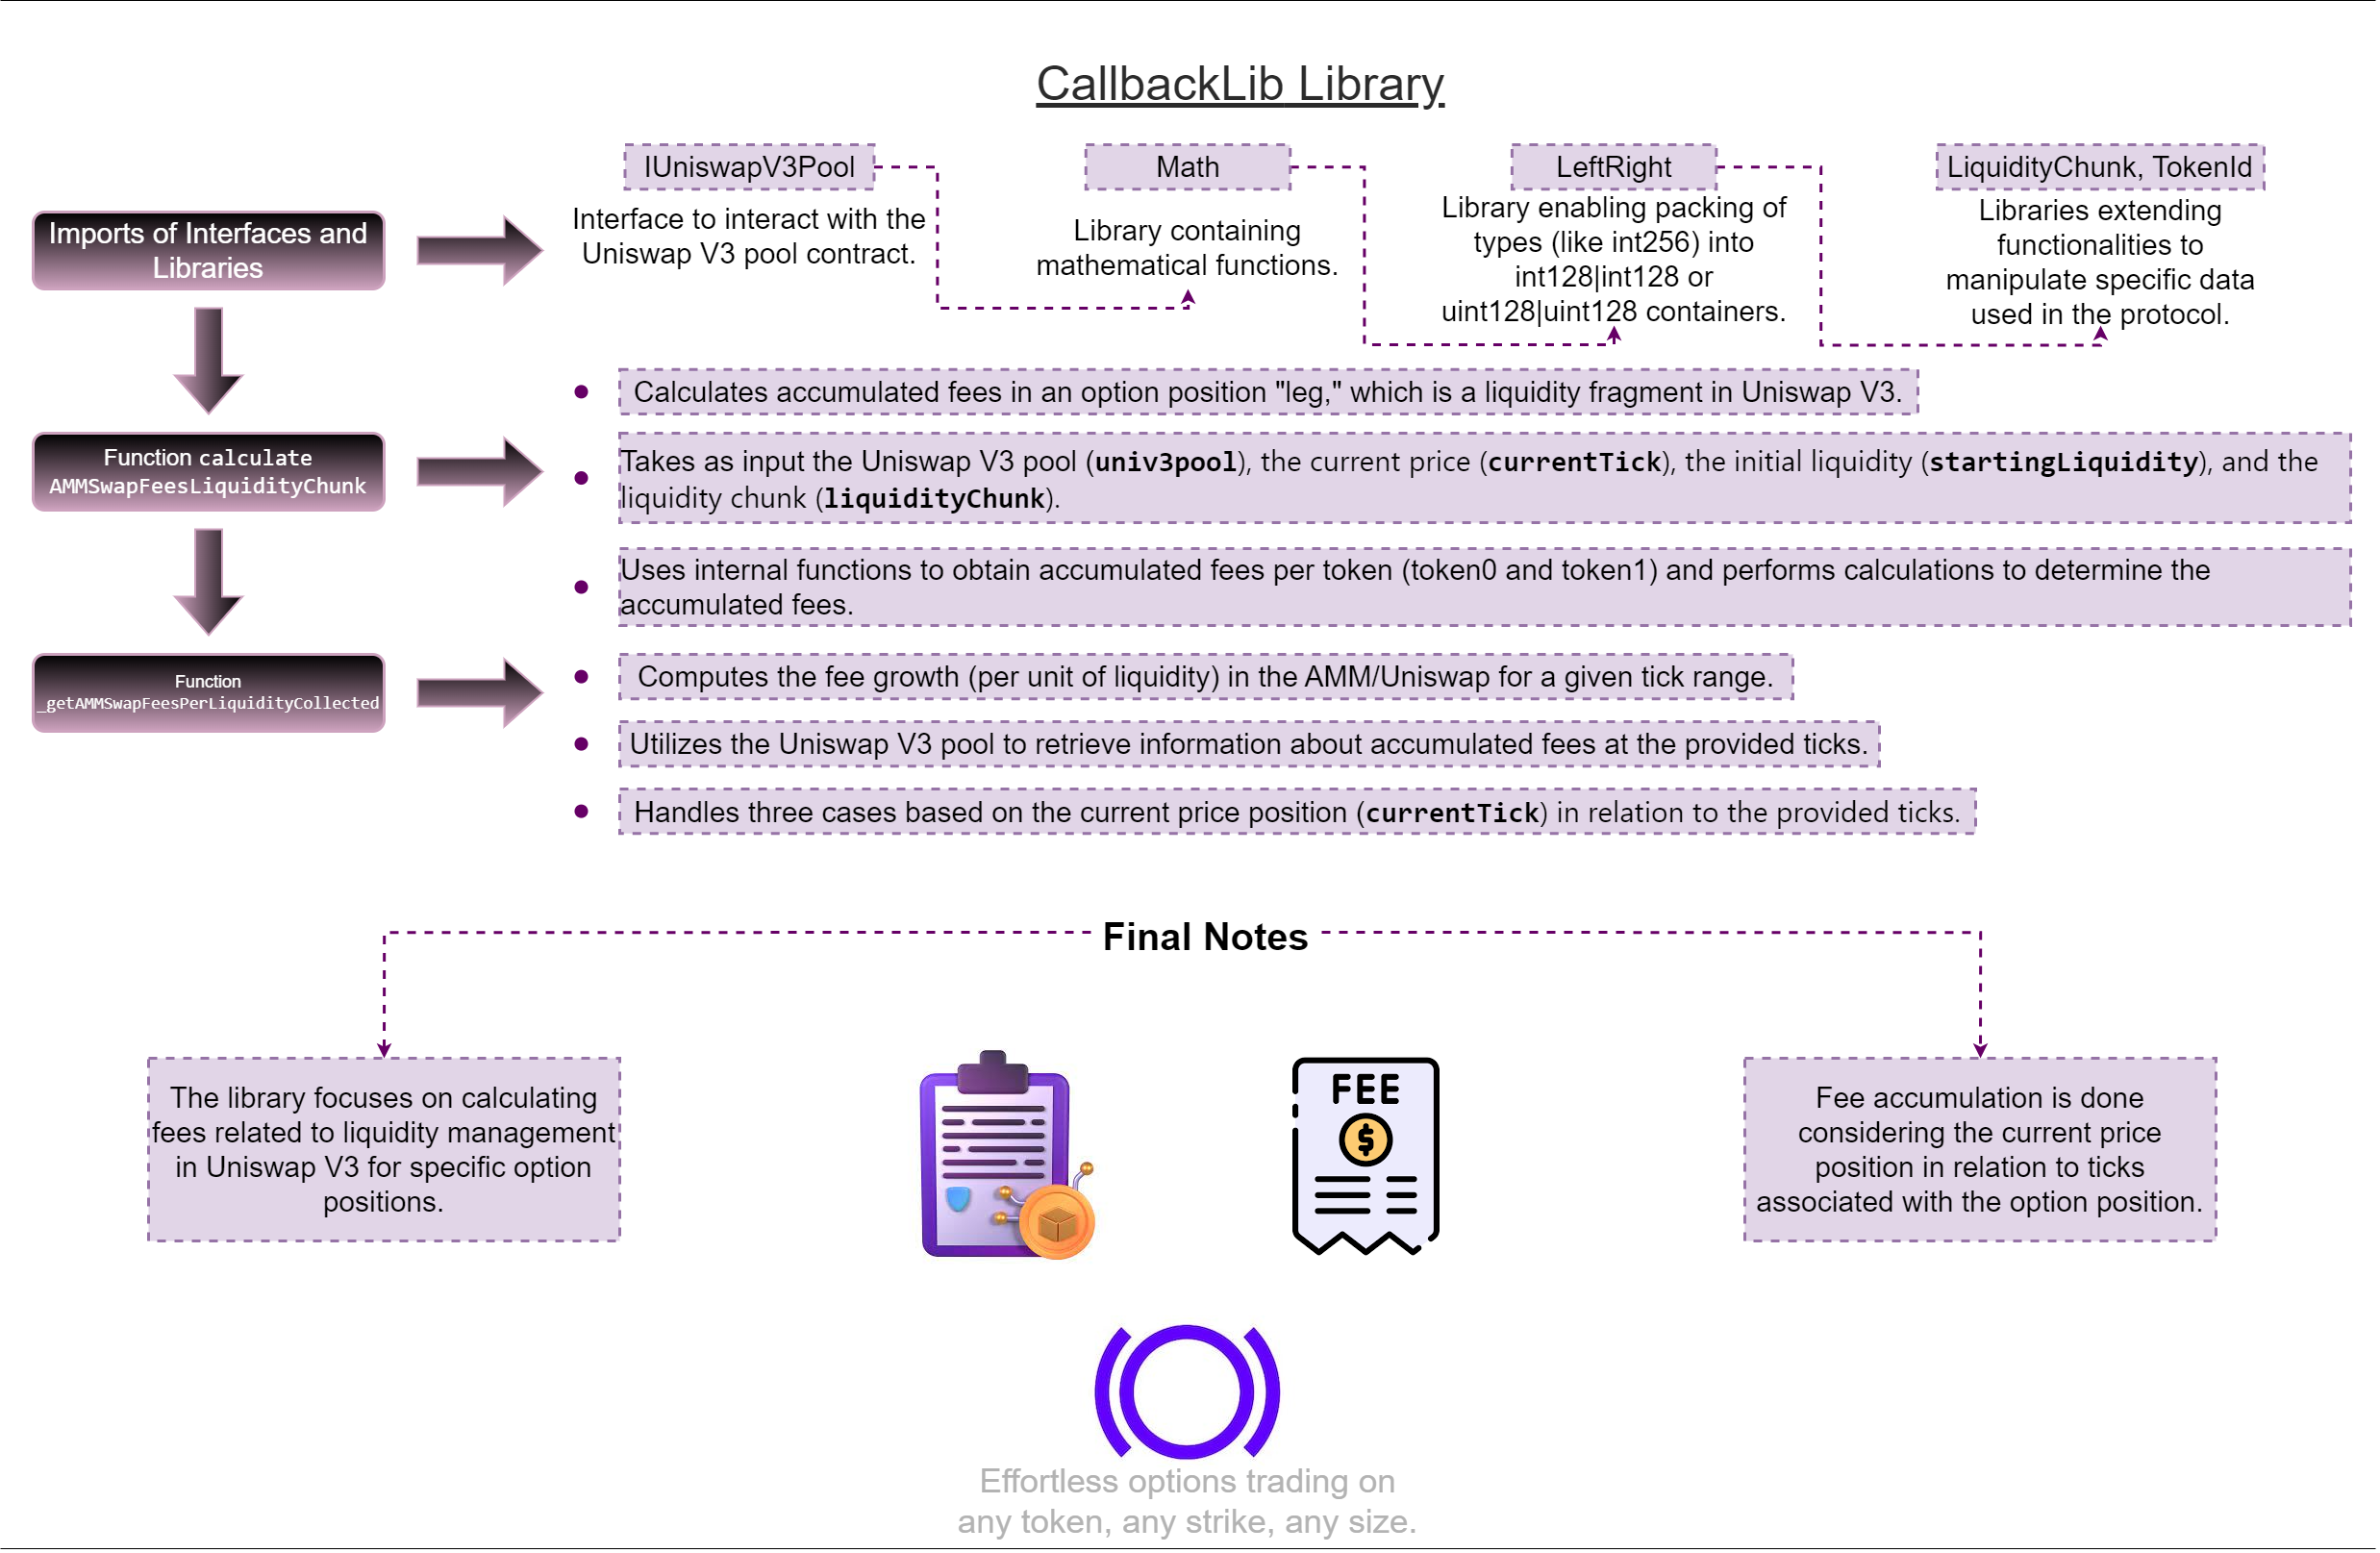 CallbackLib Library
IUniswapV3Pool
Interface to interact with the
Uniswap V3 pool contract.
Math
Library containing
mathematical functions.
LeftRight
Library enabling packing of
types (like int256) into
int128|int128 or
uint128|uint128 containers.
LiquidityChunk, TokenId
Libraries extending
functionalities to
manipulate specific data
used in the protocol.
Imports of Interfaces and
Libraries
Calculates accumulated fees in an option position "leg," which is a liquidity fragment in Uniswap V3.
Function calculate
AMMSwapFeesLiquidityChunk
Takes as input the Uniswap V3 pool (univ3pool), the current price (currentTick), the initial liquidity (startingLiquidity), and the
liquidity chunk (liquidityChunk).
Uses internal functions to obtain accumulated fees per token (token0 and token1) and performs calculations to determine the
accumulated fees.
Function
_getAMMSwapFeesPerLiquidityCollected
Computes the fee growth (per unit of liquidity) in the AMM/Uniswap for a given tick range.
Utilizes the Uniswap V3 pool to retrieve information about accumulated fees at the provided ticks.
Handles three cases based on the current price position (currentTick) in relation to the provided ticks.
Final Notes
The library focuses on calculating
fees related to liquidity management
in Uniswap V3 for specific option
positions.
FEE
$
Fee accumulation is done
considering the current price
position in relation to ticks
associated with the option position.
Effortless options trading on
any token, any strike, any size.